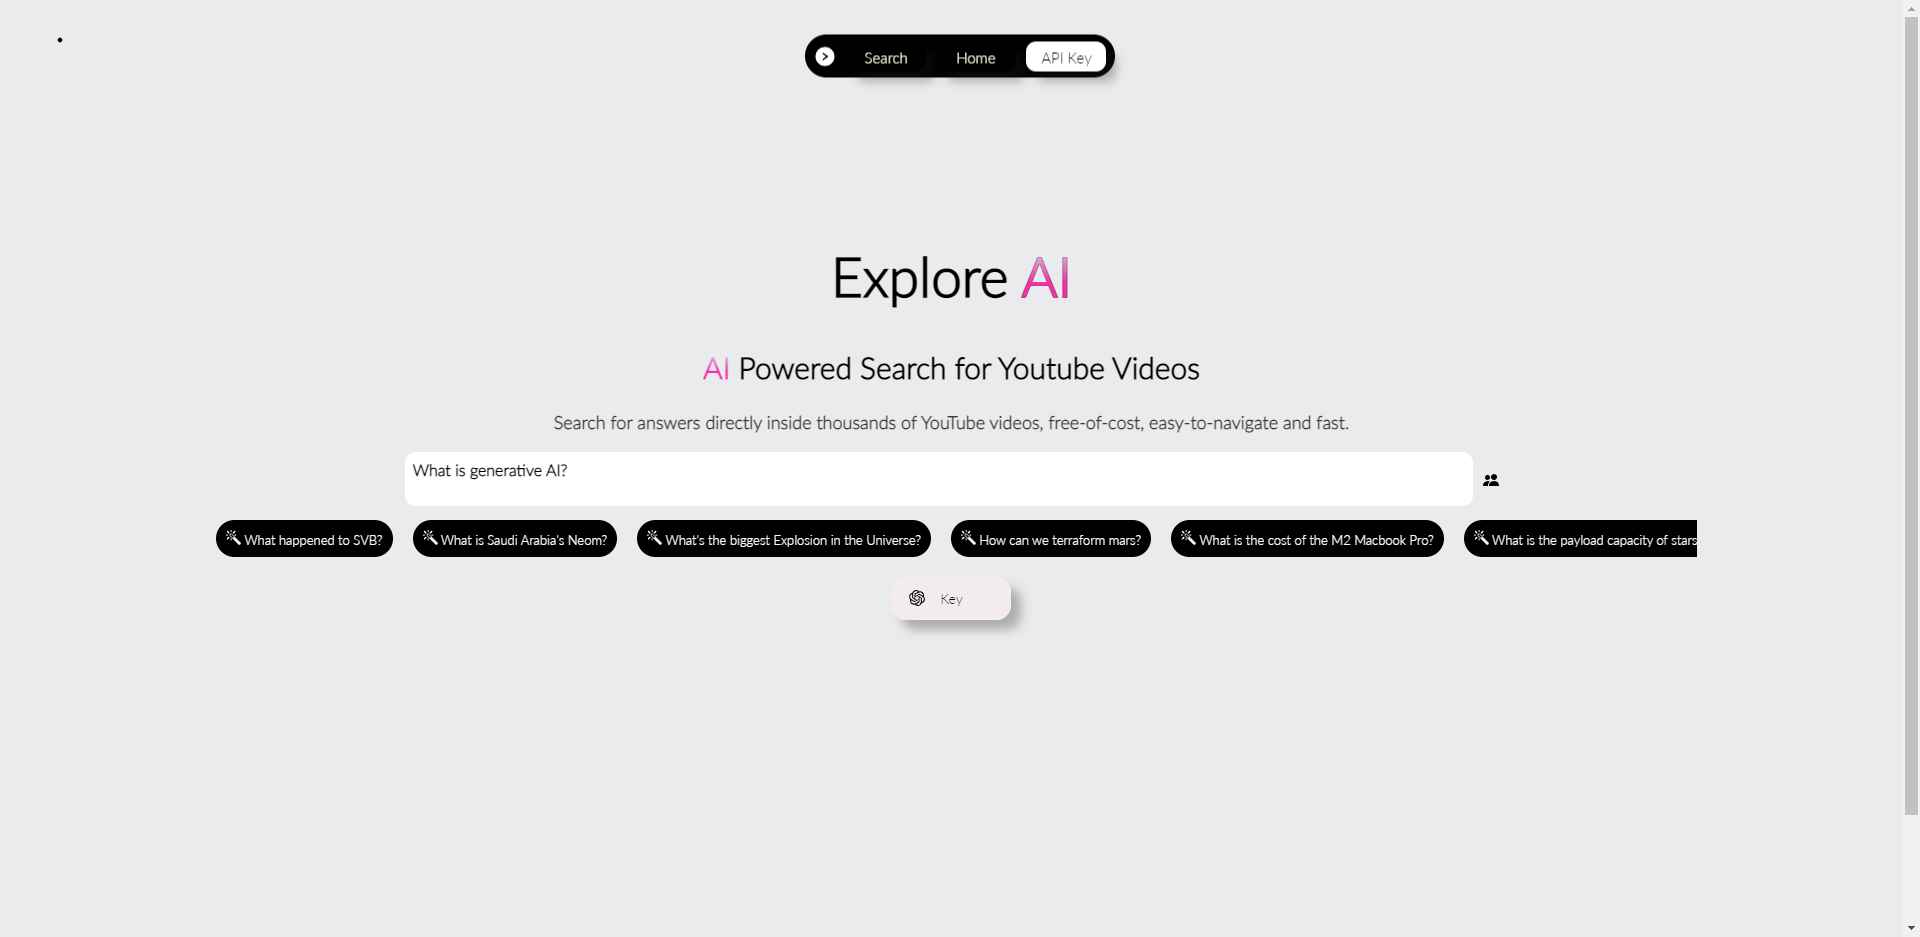 Search Home API Key
Explore AI
AI Powered Search for Youtube Videos
Search for answers directly inside thousands of YouTube videos, free-of-cost, easy-to-navigate and fast.
What is generative AI?
What happened to SVB? What is Saudi Arabia's Neom? What's the biggest Explosion in the Universe? How can we terraform mars? What is the cost of the M2 Macbook Pro? What is the payload capacity of stars
Key